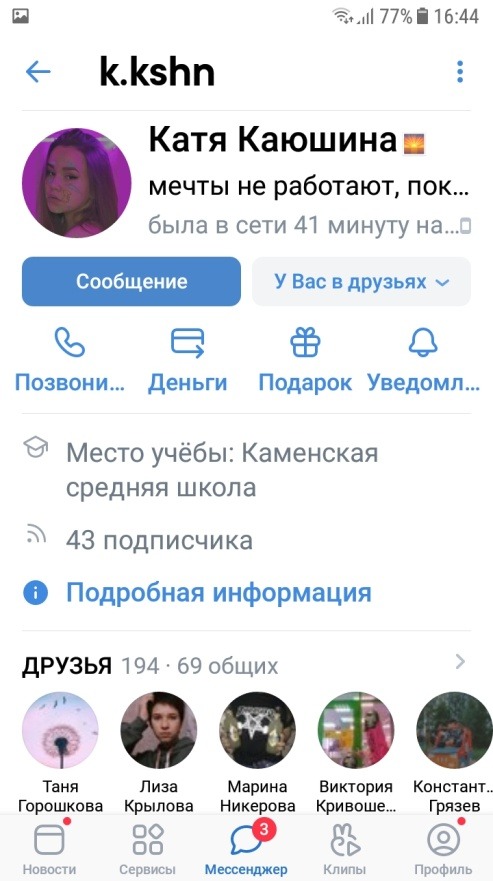 77% 16:44
k.kshn
Катя Каюшина
мечты не работают, пок...
была в сети 41 минуту на...
Сообщение
У Вас в друзьях
Позвони... Деньги Подарок Уведомл...
Место учёбы: Каменская
средняя школа
43 подписчика
Подробная информация
ДРУЗЬЯ 194 · 69 общих
Таня Лиза Марина Виктория Констант...
Горошкова Крылова Никерова Кривоше... Грязев
3
Новости Сервисы Мессенджер Клипы Профиль